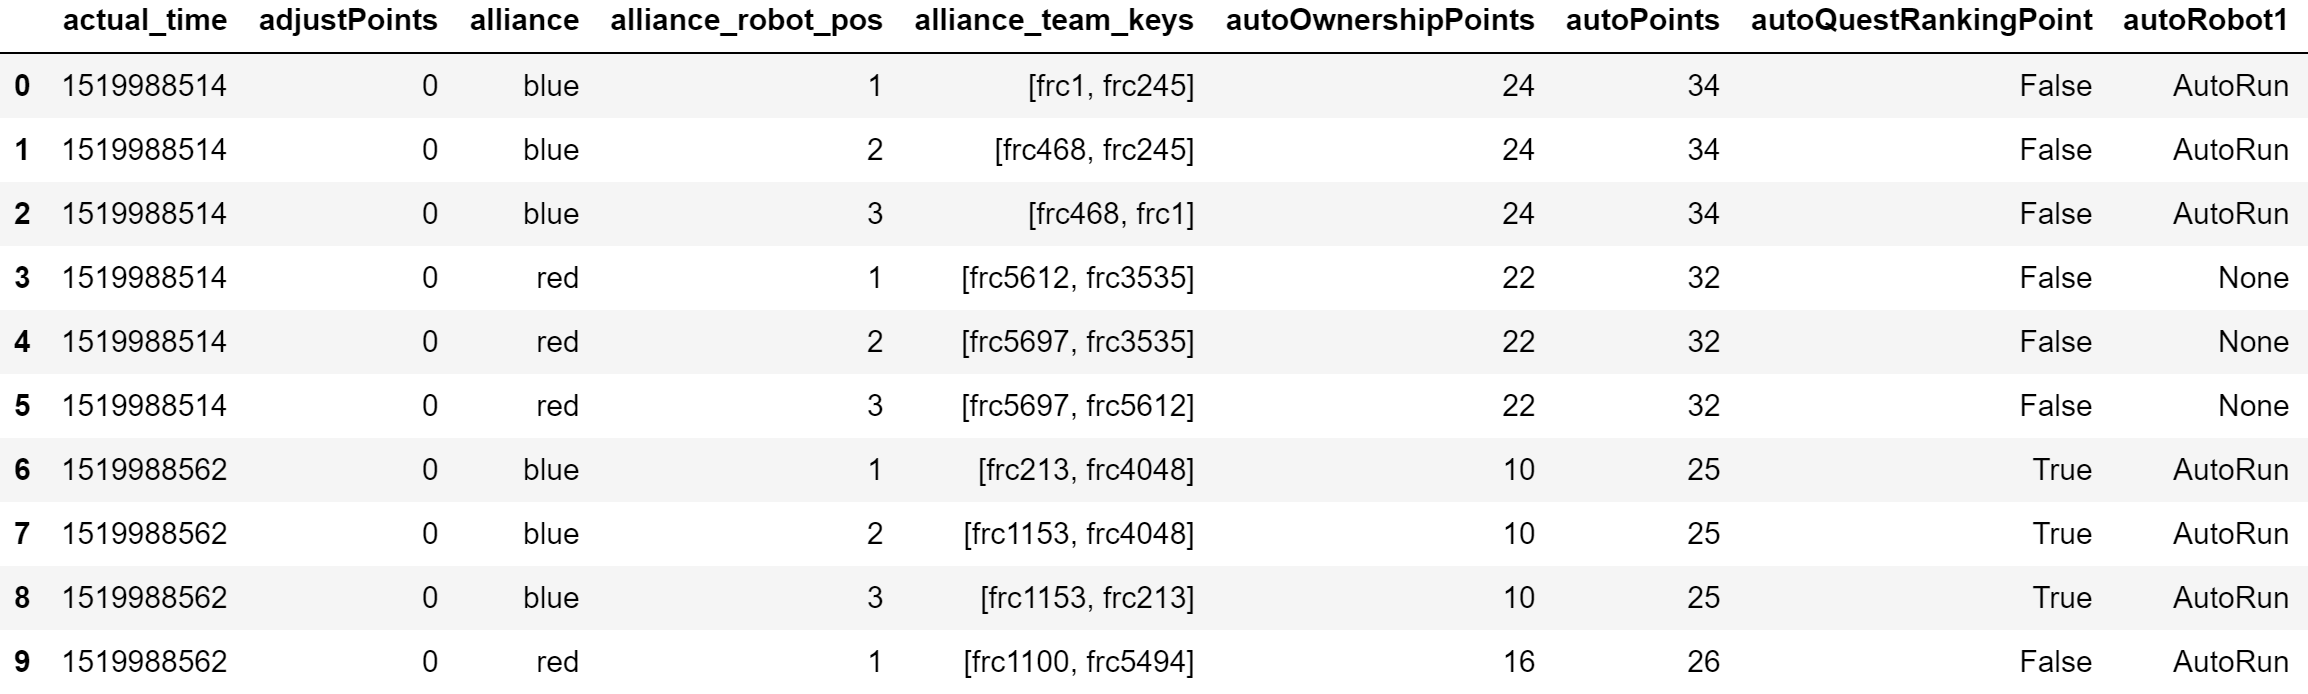 actual_time adjustPoints alliance alliance_robot_pos alliance_team_keys autoOwnershipPoints autoPoints autoQuestRankingPoint autoRobot1
0 1519988514 0 blue 1 [frc1, frc245] 24 34 False AutoRun
1 1519988514 0 blue 2 [frc468, frc245] 24 34 False AutoRun
2 1519988514 0 blue 3 [frc468, frc1] 24 34 False AutoRun
3 1519988514 0 red 1 [frc5612, frc3535] 22 32 False None
4 1519988514 0 red 2 [frc5697, frc3535] 22 32 False None
5 1519988514 0 red 3 [frc5697, frc5612] 22 32 False None
6 1519988562 0 blue 1 [frc213, frc4048] 10 25 True AutoRun
7 1519988562 0 blue 2 [frc1153, frc4048] 10 25 True AutoRun
8 1519988562 0 blue 3 [frc1153, frc213] 10 25 True AutoRun
9 1519988562 0 red 1 [frc1100, frc5494] 16 26 False AutoRun